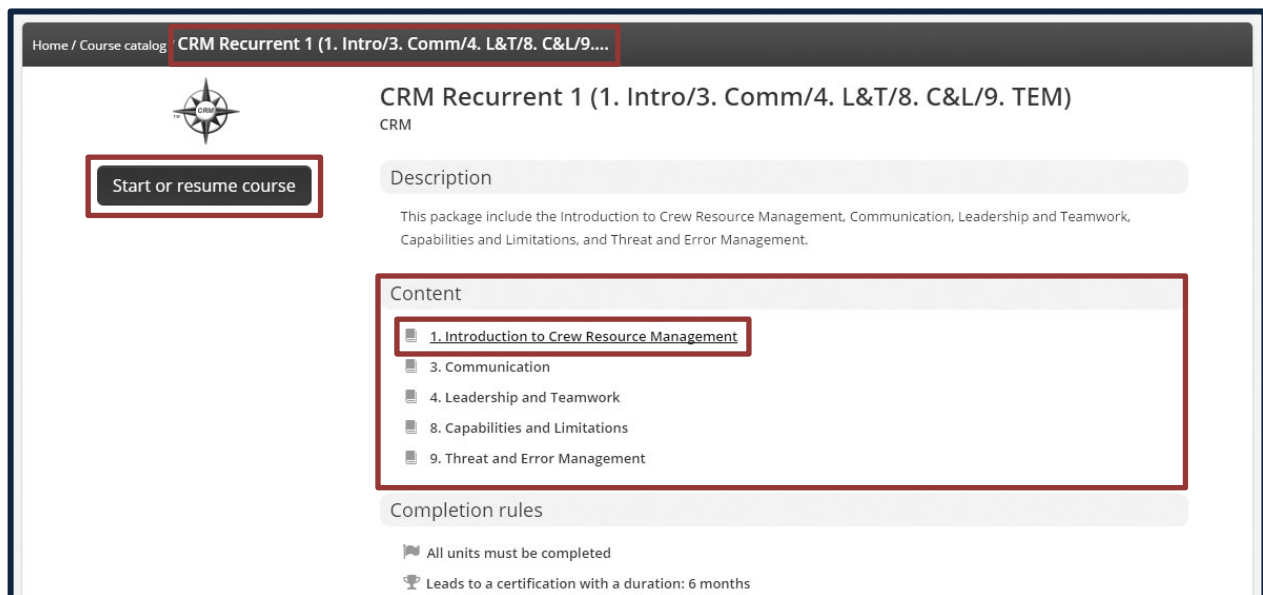 Home / Course catalog / CRM Recurrent 1 (1. Intro/3. Comm/4. L&T/8. C&L/9....
CRM
TM
Start or resume course
CRM Recurrent 1 (1. Intro/3. Comm/4. L&T/8. C&L/9. TEM)
CRM
Description
This package include the Introduction to Crew Resource Management, Communication, Leadership and Teamwork,
Capabilities and Limitations, and Threat and Error Management.
Content
1. Introduction to Crew Resource Management
3. Communication
4. Leadership and Teamwork
8. Capabilities and Limitations
9. Threat and Error Management
Completion rules
All units must be completed
Leads to a certification with a duration: 6 months